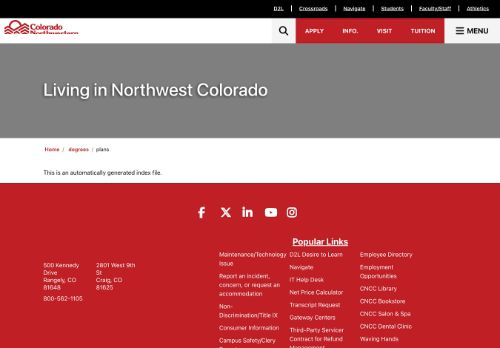 D2L Crossroads Navigate Students Faculty/Staff Athletics
Colorado
Northwestern
APPLY INFO. VISIT TUITION MENU
Living in Northwest Colorado
Home / degrees / plans
This is an automatically generated index file.
Popular Links
500 Kennedy
Drive
Rangely, CO
81648
800-562-1105
2801 West 9th
St
Craig, CO
81625
Maintenance/Technology
Issue
Report an incident,
concern, or request an
accommodation
Non-
Discrimination/Title IX
Consumer Information
Campus Safety/Clery
D2L Desire to Learn
Navigate
IT Help Desk
Net Price Calculator
Transcript Request
Gateway Centers
Third-Party Servicer
Contract for Refund
Management
Employee Directory
Employment
Opportunities
CNCC Library
CNCC Bookstore
CNCC Salon & Spa
CNCC Dental Clinic
Waving Hands